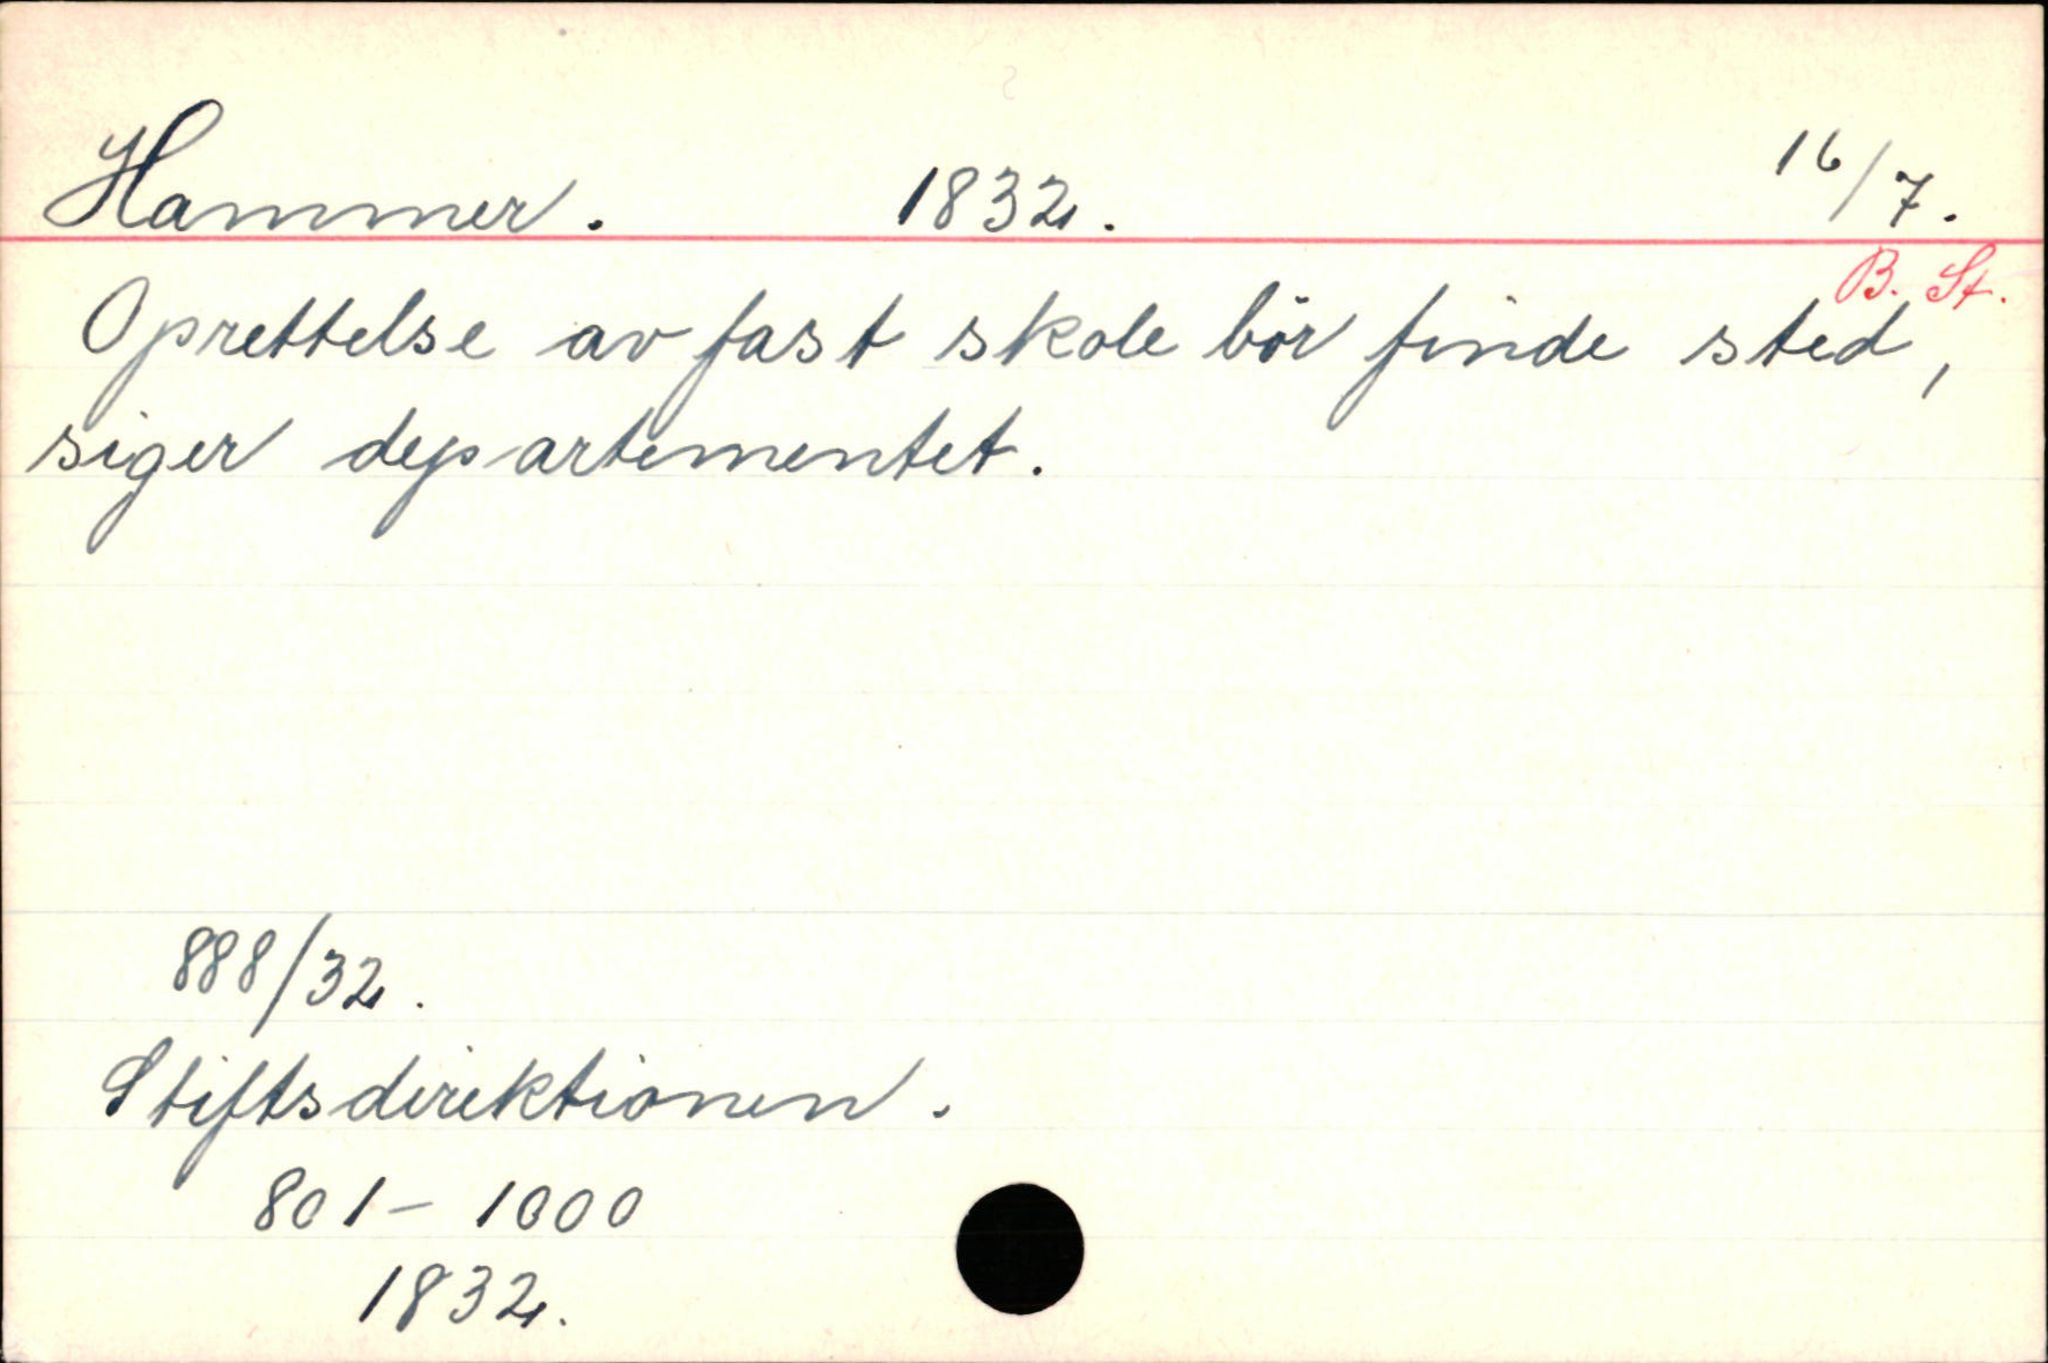 Hammer. 1832. 16/7.
B. St.
Oprettelse av fast skole bör finde sted,
siger departementet.
888/32.
Stiftsdirektionen.
801 - 1000
1832.